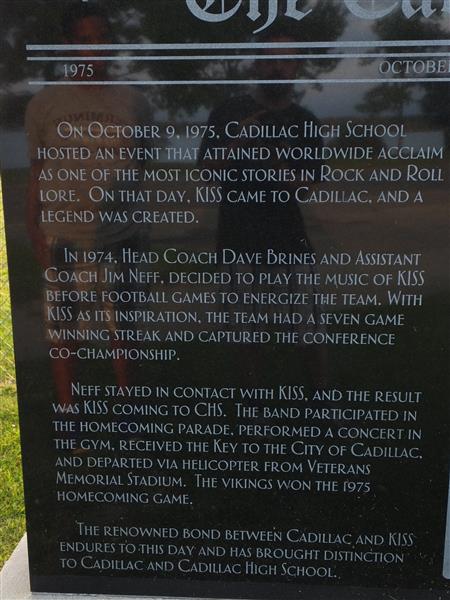 The
1975
OCTOBER
On October 9, 1975, Cadillac High School
hosted an event that attained worldwide acclaim
as one of the most iconic stories in Rock and Roll
lore. On that day, KISS came to Cadillac, and a
legend was created.
In 1974, Head Coach Dave Brines and Assistant
Coach Jim Neff, decided to play the music of KISS
before football games to energize the team. With
KISS as its inspiration, the team had a seven game
winning streak and captured the conference
co-championship.
Neff stayed in contact with KISS, and the result
was KISS coming to CHS. The band participated in
the homecoming parade, performed a concert in
the gym, received the Key to the City of Cadillac,
and departed via helicopter from Veterans
Memorial Stadium. The vikings won the 1975
homecoming game.
The renowned bond between Cadillac and KISS
endures to this day and has brought distinction
to Cadillac and Cadillac High School.